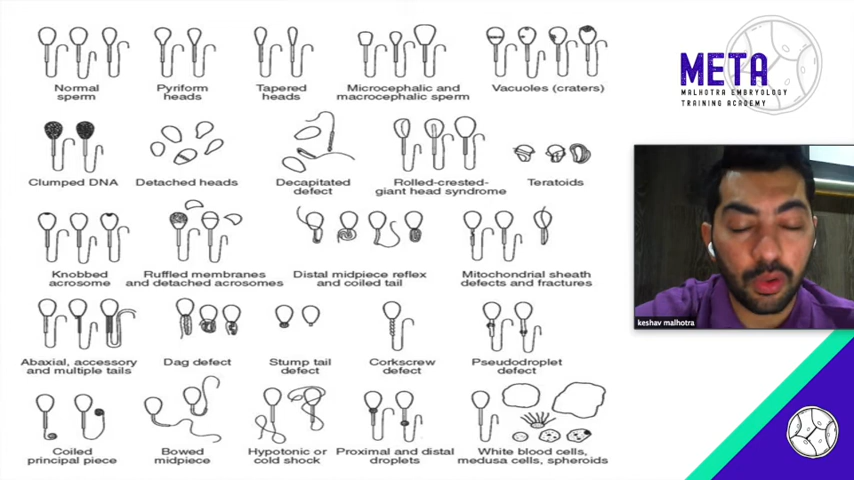 Normal
sperm
Pyriform
heads
Tapered
heads
Microcephalic and
macrocephalic sperm
Vacuoles (craters)
META
MALHOTRA EMBRYOLOGY
TRAINING ACADEMY
Clumped DNA
Detached heads
Decapitated
defect
Rolled-crested-
giant head syndrome
Teratoids
Knobbed
acrosome
Ruffled membranes
and detached acrosomes
Distal midpiece reflex
and coiled tail
Mitochondrial sheath
defects and fractures
keshav malhotra
Abaxial, accessory
and multiple tails
Dag defect
Stump tail
defect
Corkscrew
defect
Pseudodroplet
defect
Coiled
principal piece
Bowed
midpiece
Hypotonic or
cold shock
Proximal and distal
droplets
White blood cells,
medusa cells, spheroids